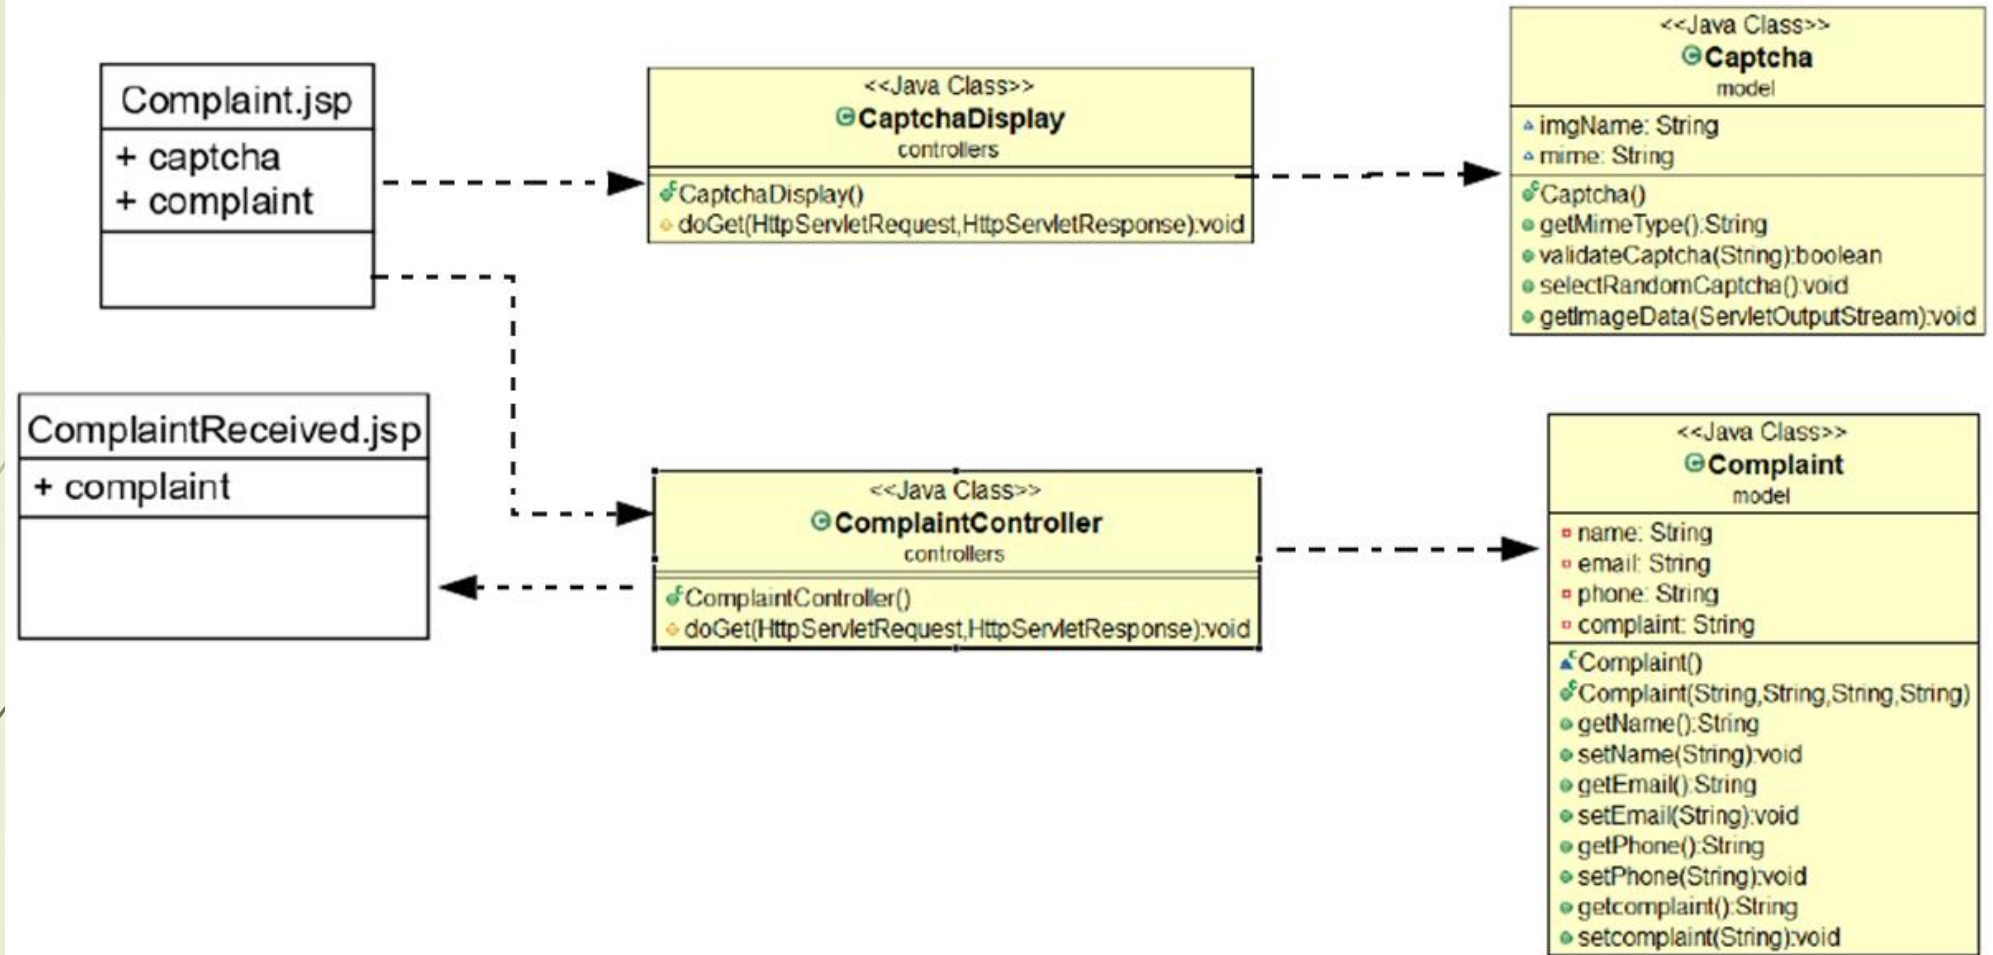 Complaint.jsp
+ captcha
+ complaint
<<Java Class>>
CaptchaDisplay
controllers
CaptchaDisplay()
doGet(HttpServletRequest,HttpServletResponse):void
<<Java Class>>
Captcha
model
imgName: String
mime: String
Captcha()
getMimeType():String
validateCaptcha(String):boolean
selectRandomCaptcha():void
getImageData(ServletOutputStream):void
ComplaintReceived.jsp
+ complaint
<<Java Class>>
ComplaintController
controllers
ComplaintController()
doGet(HttpServletRequest,HttpServletResponse):void
<<Java Class>>
Complaint
model
name: String
email: String
phone: String
complaint: String
Complaint()
Complaint(String,String,String,String)
getName():String
setName(String):void
getEmail():String
setEmail(String):void
getPhone():String
setPhone(String):void
getcomplaint():String
setcomplaint(String):void